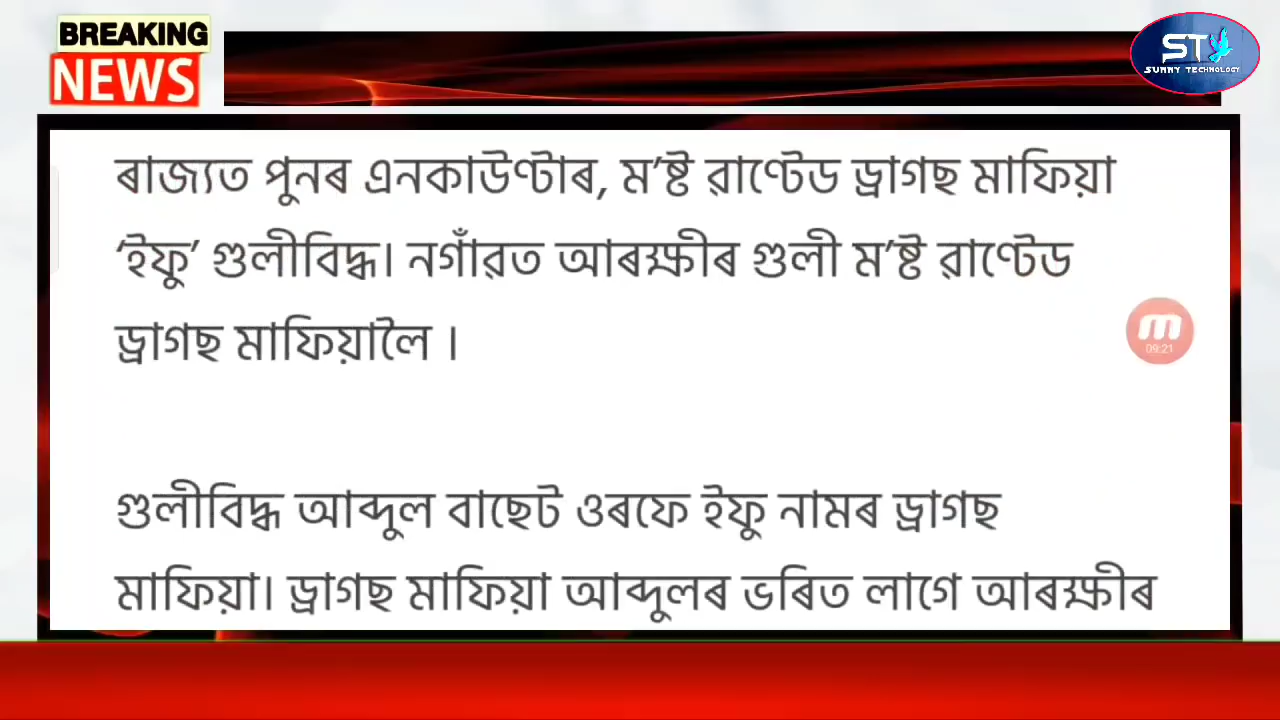 BREAKING
NEWS
ST
SUNNY TECHNOLOGY
ৰাজ্যত পুনৰ এনকাউণ্টাৰ, ম’ষ্ট ৱাণ্টেড ড্ৰাগছ মাফিয়া
‘ইফু’ গুলীবিদ্ধ। নগাঁৱত আৰক্ষীৰ গুলী ম’ষ্ট ৱাণ্টেড
ড্ৰাগছ মাফিয়ালৈ ।
09:21
গুলীবিদ্ধ আব্দুল বাছেট ওৰফে ইফু নামৰ ড্ৰাগছ
মাফিয়া। ড্ৰাগছ মাফিয়া আব্দুলৰ ভৰিত লাগে আৰক্ষীৰ